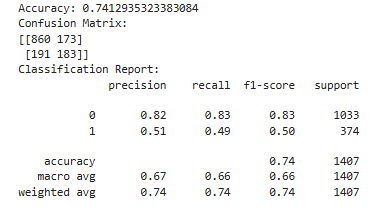 Accuracy: 0.7412935323383084
Confusion Matrix:
[[860 173]
 [191 183]]
Classification Report:
              precision    recall  f1-score   support

           0       0.82      0.83      0.83      1033
           1       0.51      0.49      0.50       374

    accuracy                           0.74      1407
   macro avg       0.67      0.66      0.66      1407
weighted avg       0.74      0.74      0.74      1407